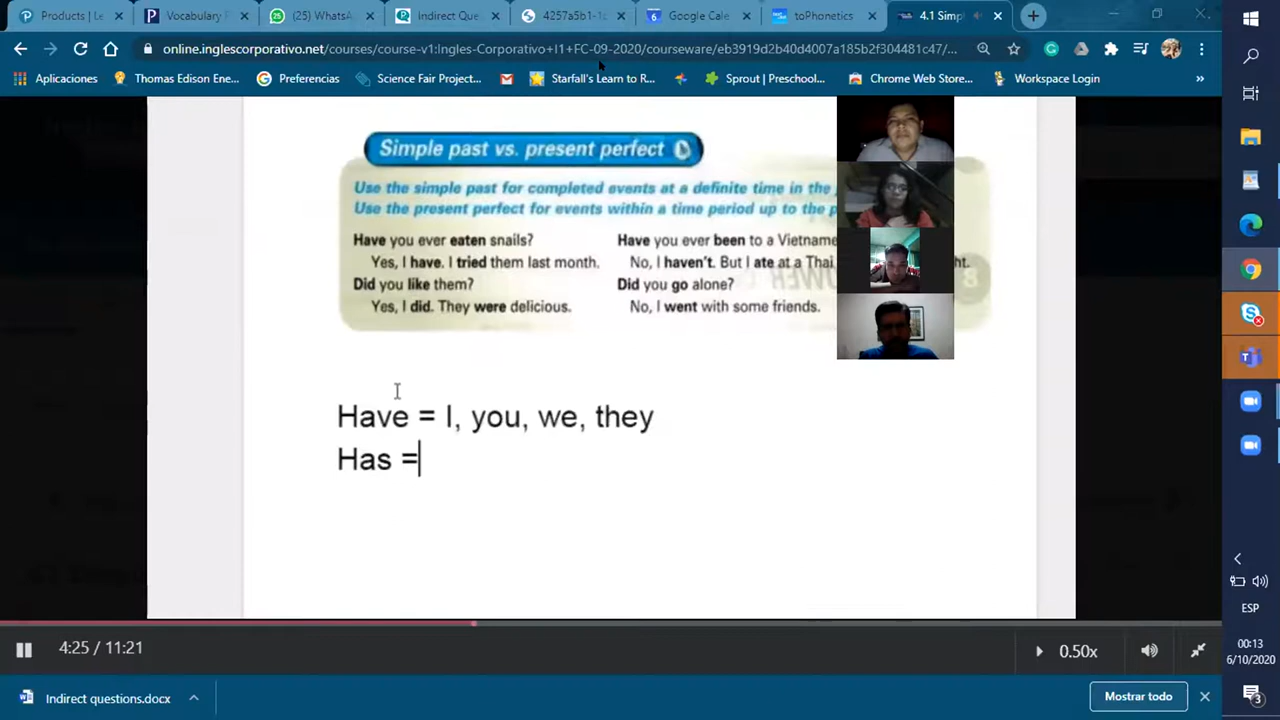 Products | Le
Vocabulary F
(25) WhatsA
Indirect Que
4257a5b1-1c
Google Cale
toPhonetics
4.1 Simp
online.inglescorporativo.net/courses/course-v1:Ingles-Corporativo+I1+FC-09-2020/courseware/eb3919d2b40d4007a185b2f304481c47/...
Aplicaciones
Thomas Edison Ene...
Preferencias
Science Fair Project...
Starfall's Learn to R...
Sprout | Preschool...
Chrome Web Store...
Workspace Login
»
Simple past vs. present perfect
Use the simple past for completed events at a definite time in the
Use the present perfect for events within a time period up to the p
Have you ever eaten snails?
Yes, I have. I tried them last month.
Did you like them?
Yes, I did. They were delicious.
Have you ever been to a Vietname
No, I haven't. But I ate at a Thai ht.
Did you go alone?
No, I went with some friends.
Have = I, you, we, they
Has =
4:25 / 11:21
0.50x
Indirect questions.docx
Mostrar todo
ESP
00:13
6/10/2020
3